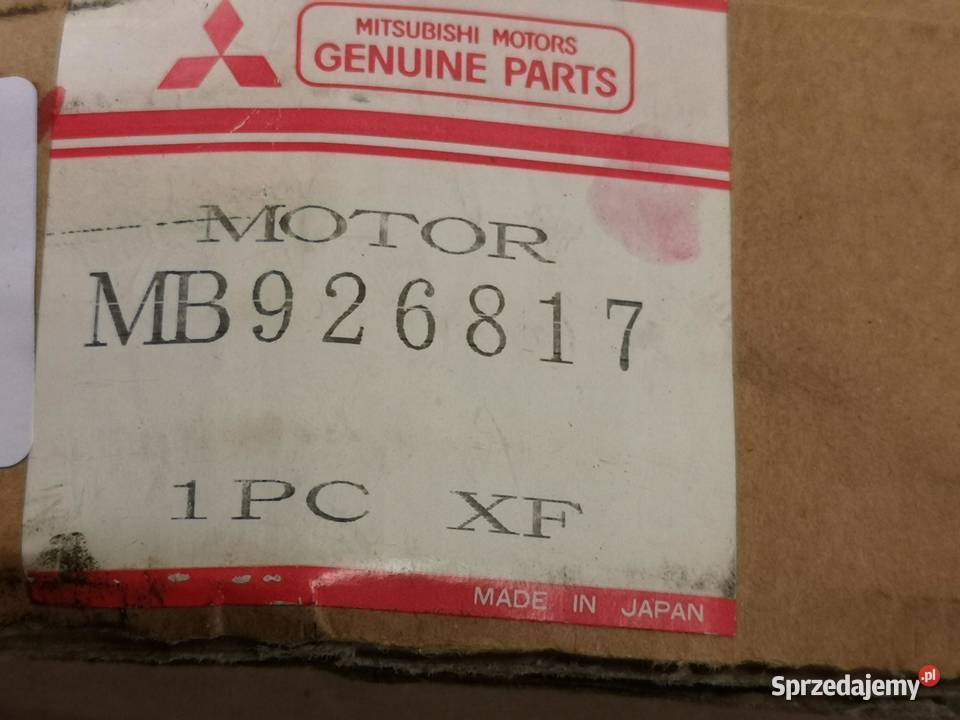 MITSUBISHI MOTORS
GENUINE PARTS
MOTOR
MB926817
1PC XF
MADE IN JAPAN
Sprzedajemy.pl